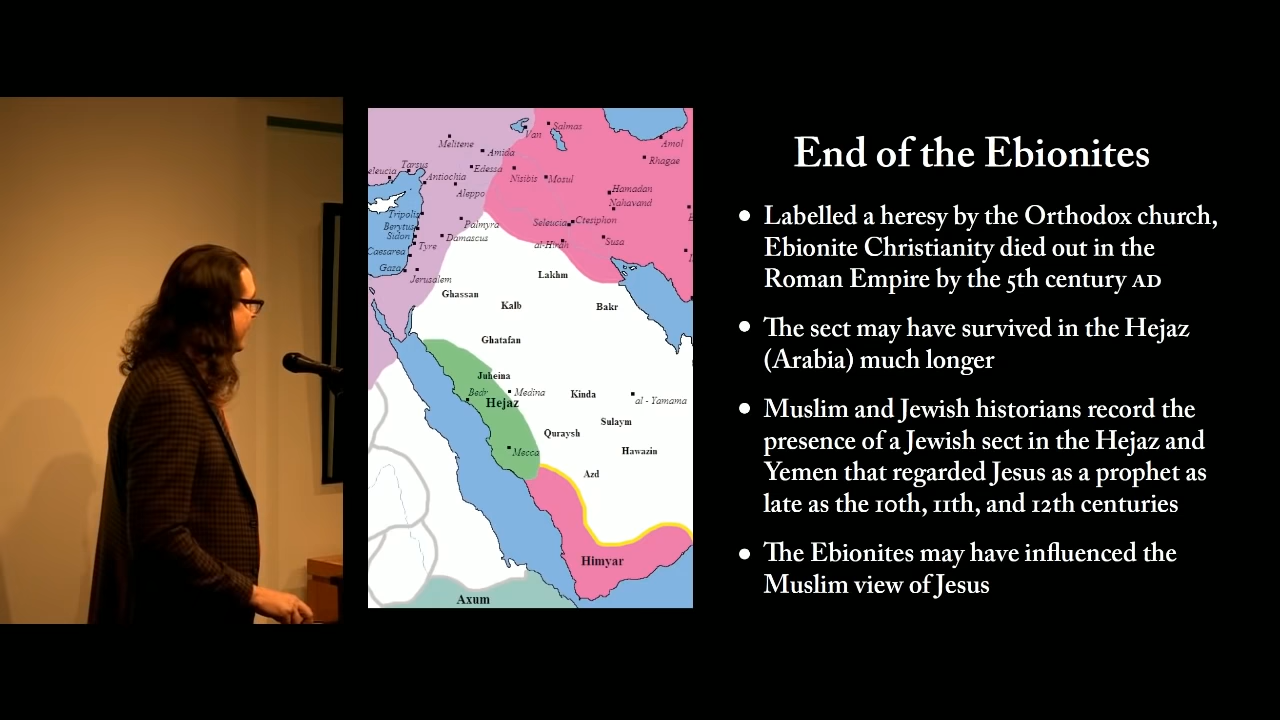 Van
Salmas
Melitene
Amol
Amida
Rhagae
Tarsus
Edessa
eleucia
Antiochia
Nisibis
Mosul
Aleppo
Hamadan
Nahavand
Tripolis
Palmyra
Seleucia
Ctesiphon
Berytus
Sidon
Damascus
al-Hirah
Susa
Tyre
Caesarea
Gaza
Jerusalem
Lakhm
Ghassan
Kalb
Bakr
Ghatafan
Juheina
Bedr
Medina
Kinda
al - Yamama
Hejaz
Sulaym
Quraysh
Hawazin
Mecca
Azd
Himyar
Axum
End of the Ebionites
• Labelled a heresy by the Orthodox church,
Ebionite Christianity died out in the
Roman Empire by the 5th century AD
• The sect may have survived in the Hejaz
(Arabia) much longer
• Muslim and Jewish historians record the
presence of a Jewish sect in the Hejaz and
Yemen that regarded Jesus as a prophet as
late as the 10th, 11th, and 12th centuries
• The Ebionites may have influenced the
Muslim view of Jesus